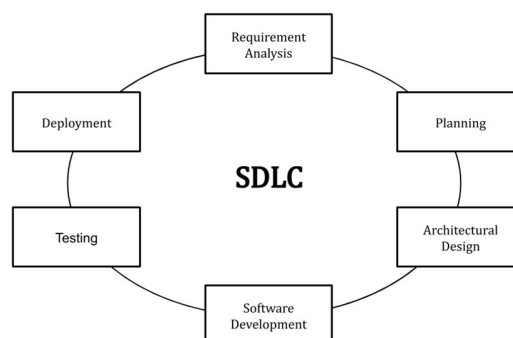 Requirement
Analysis
Deployment
Planning
SDLC
Testing
Architectural
Design
Software
Development